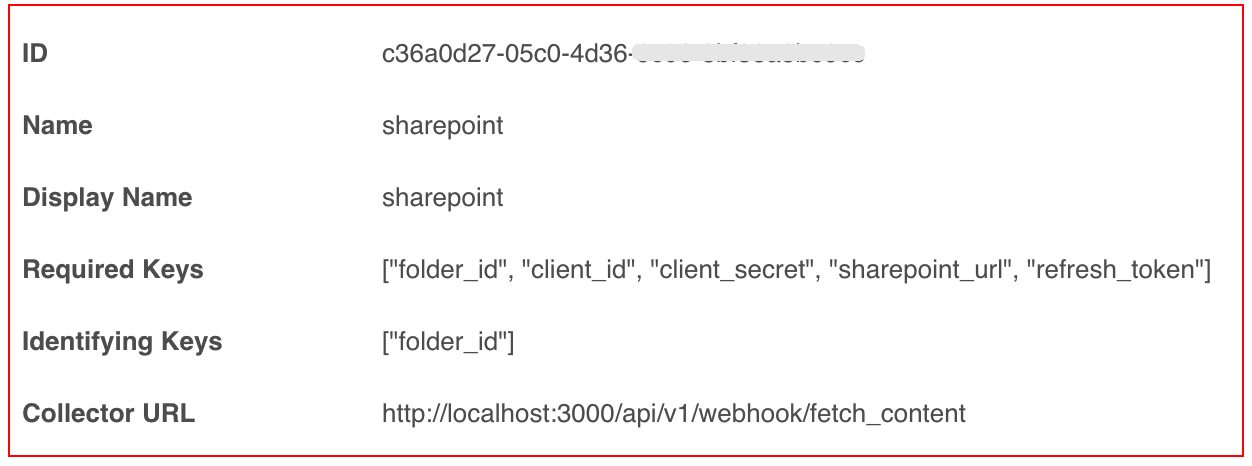 ID c36a0d27-05c0-4d36-
Name sharepoint
Display Name sharepoint
Required Keys ["folder_id", "client_id", "client_secret", "sharepoint_url", "refresh_token"]
Identifying Keys ["folder_id"]
Collector URL http://localhost:3000/api/v1/webhook/fetch_content